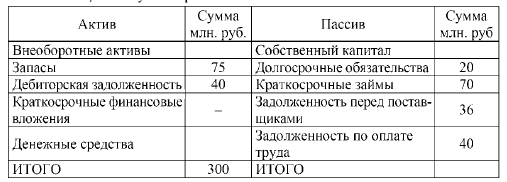 Актив Сумма млн. руб. Пассив Сумма млн. руб
Внеоборотные активы Собственный капитал
Запасы 75 Долгосрочные обязательства 20
Дебиторская задолженность 40 Краткосрочные займы 70
Краткосрочные финансовые вложения – Задолженность перед постав-щиками 36
Денежные средства Задолженность по оплате труда 40
ИТОГО 300 ИТОГО